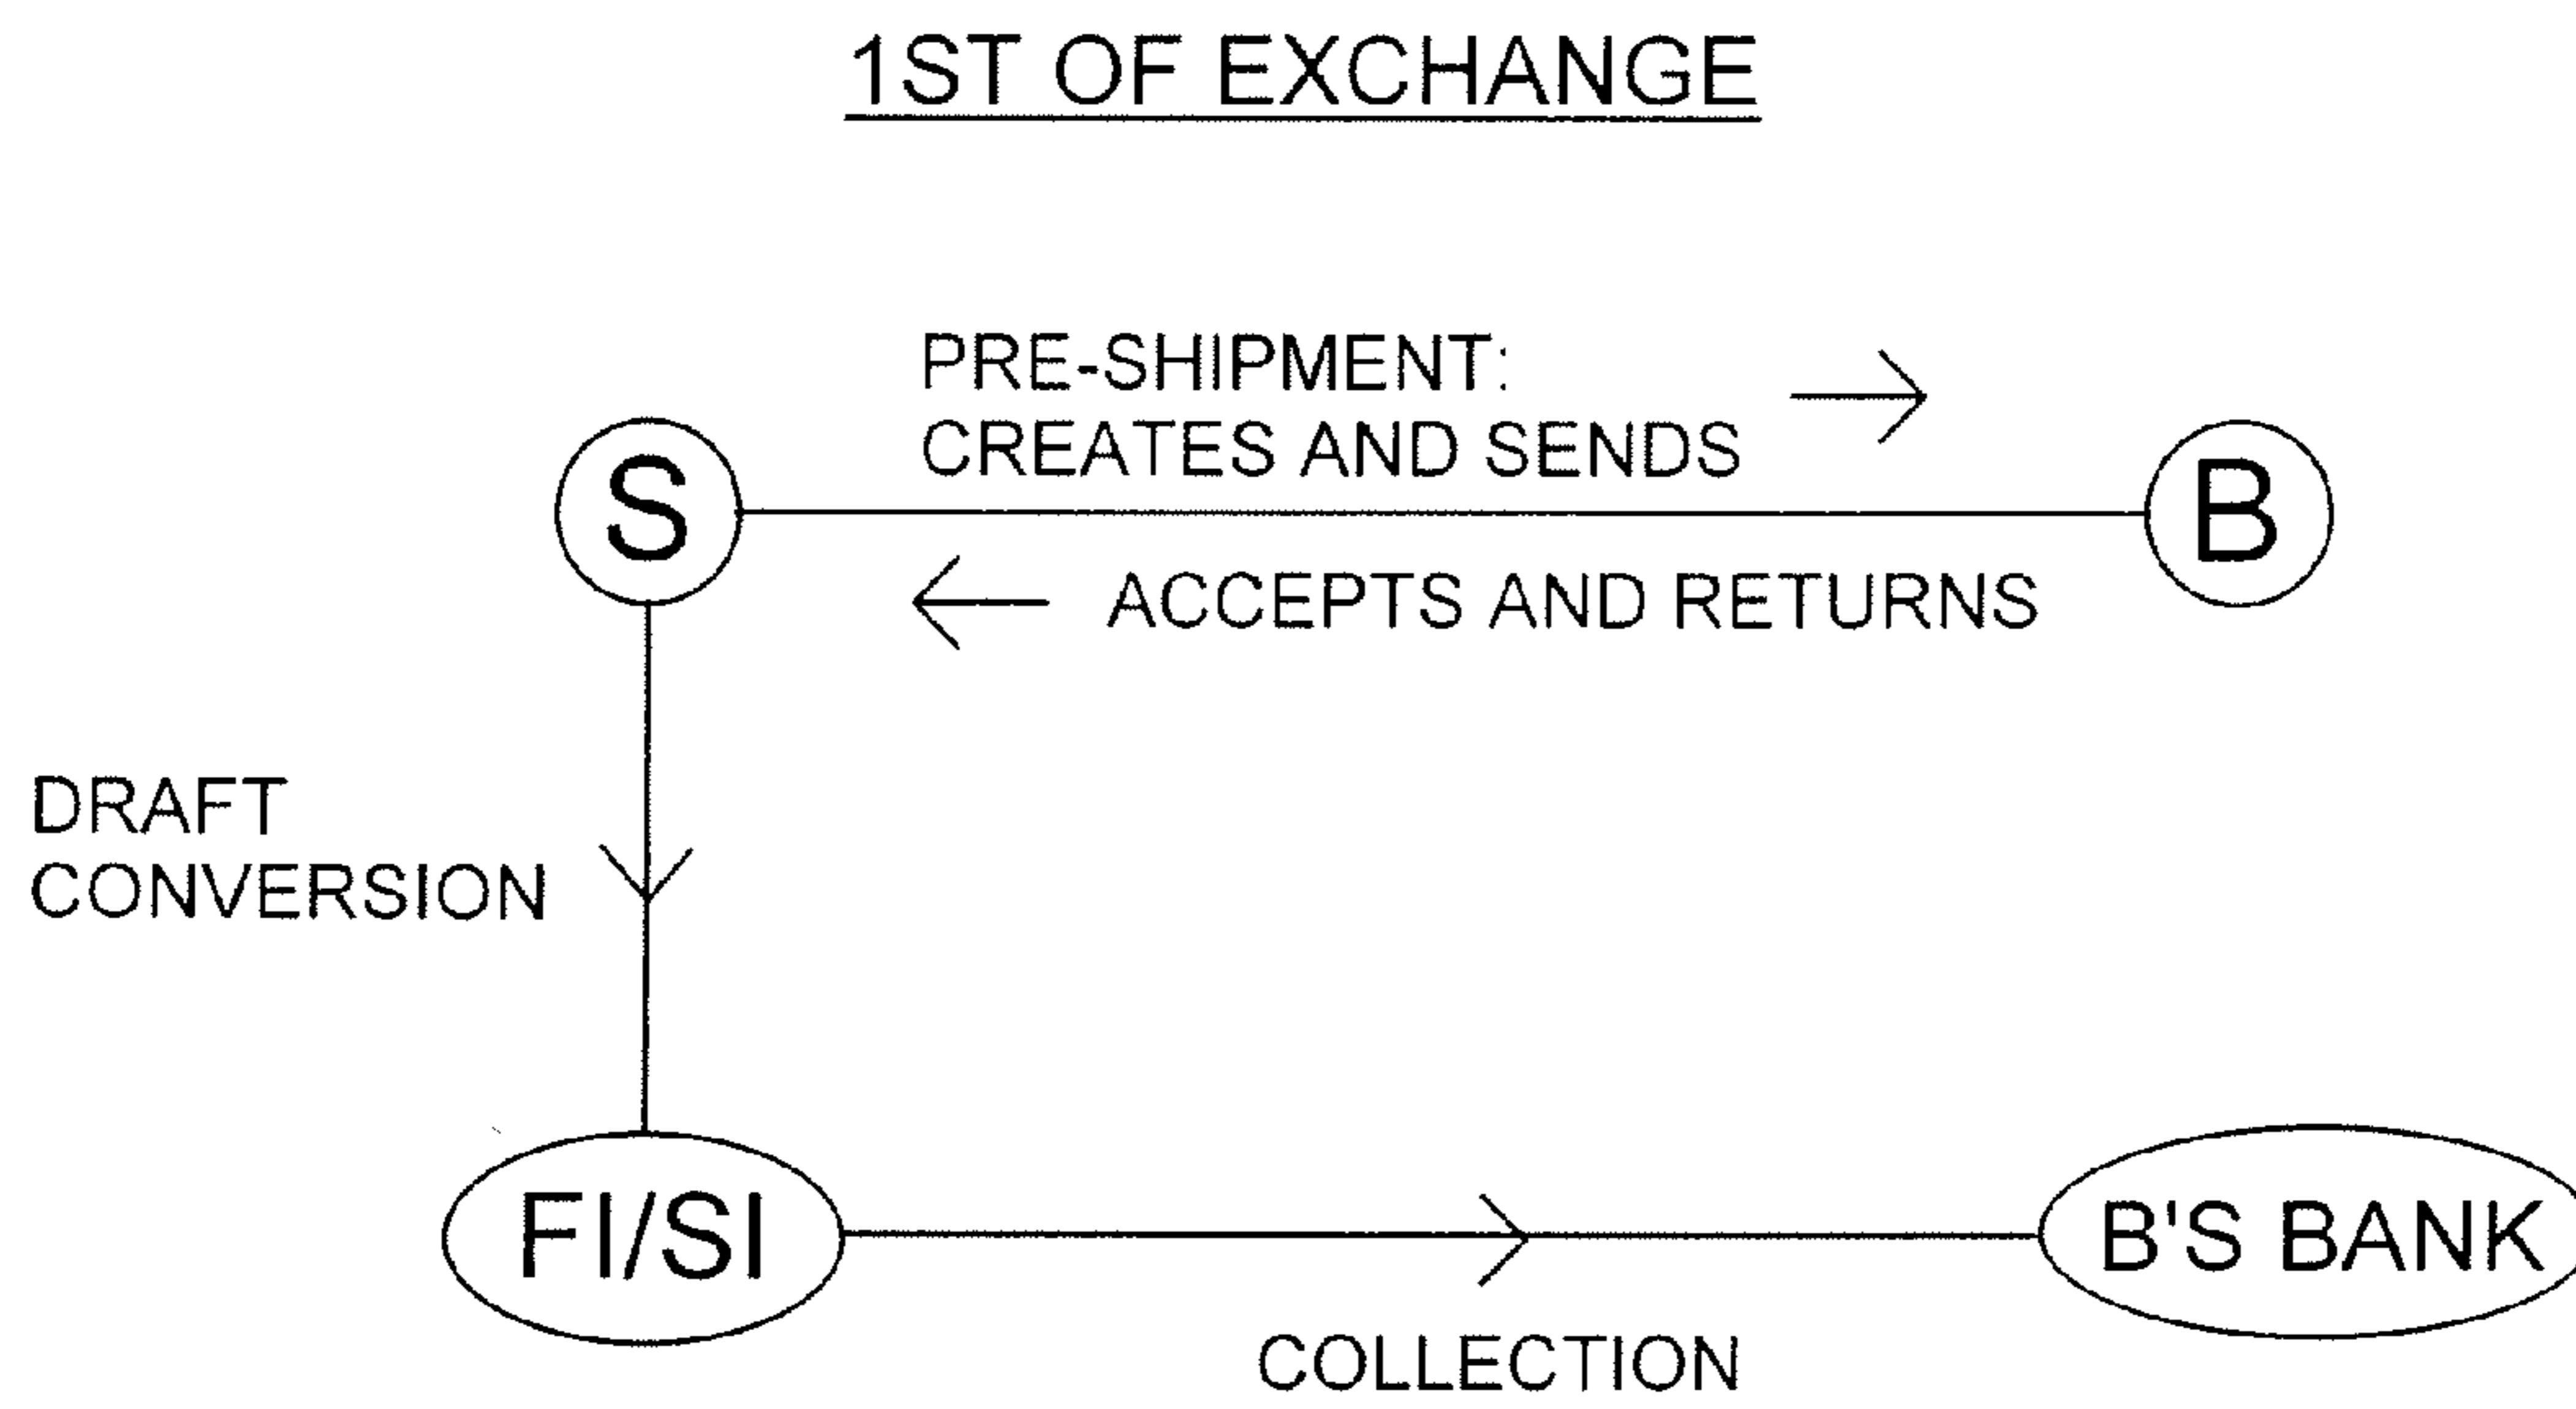 1ST OF EXCHANGE
PRE-SHIPMENT:
CREATES AND SENDS
S
B
ACCEPTS AND RETURNS
DRAFT
CONVERSION
FI/SI
B'S BANK
COLLECTION